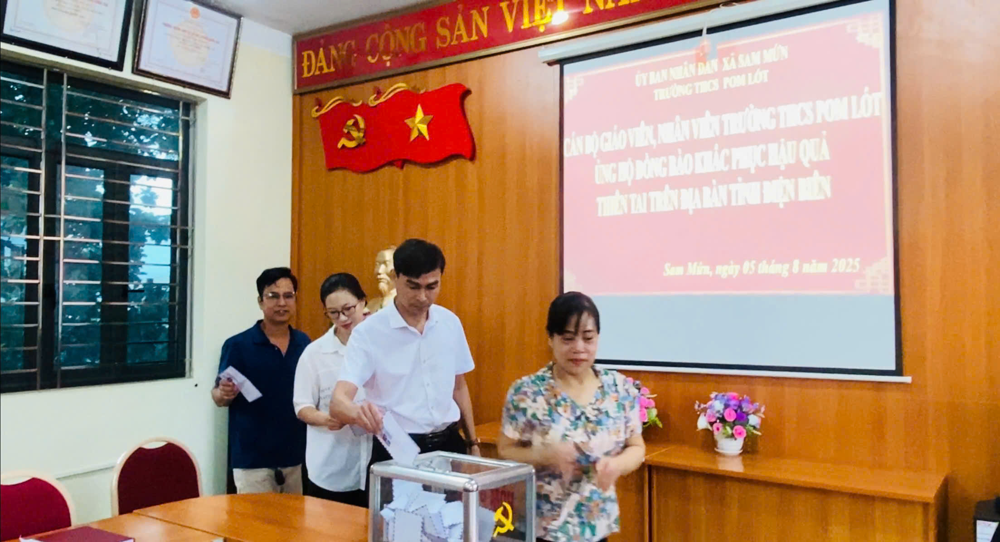 ĐẢNG CỘNG SẢN VIỆT NAM
ỦY BAN NHÂN DÂN XÃ SAM MỨN
TRƯỜNG THCS POM LÓT
CÁN BỘ GIÁO VIÊN, NHÂN VIÊN TRƯỜNG THCS POM LÓT
ỦNG HỘ ĐỒNG BÀO KHẮC PHỤC HẬU QUẢ
THIÊN TAI TRÊN ĐỊA BÀN TỈNH ĐIỆN BIÊN
Sam Mứn, ngày 05 tháng 8 năm 2025